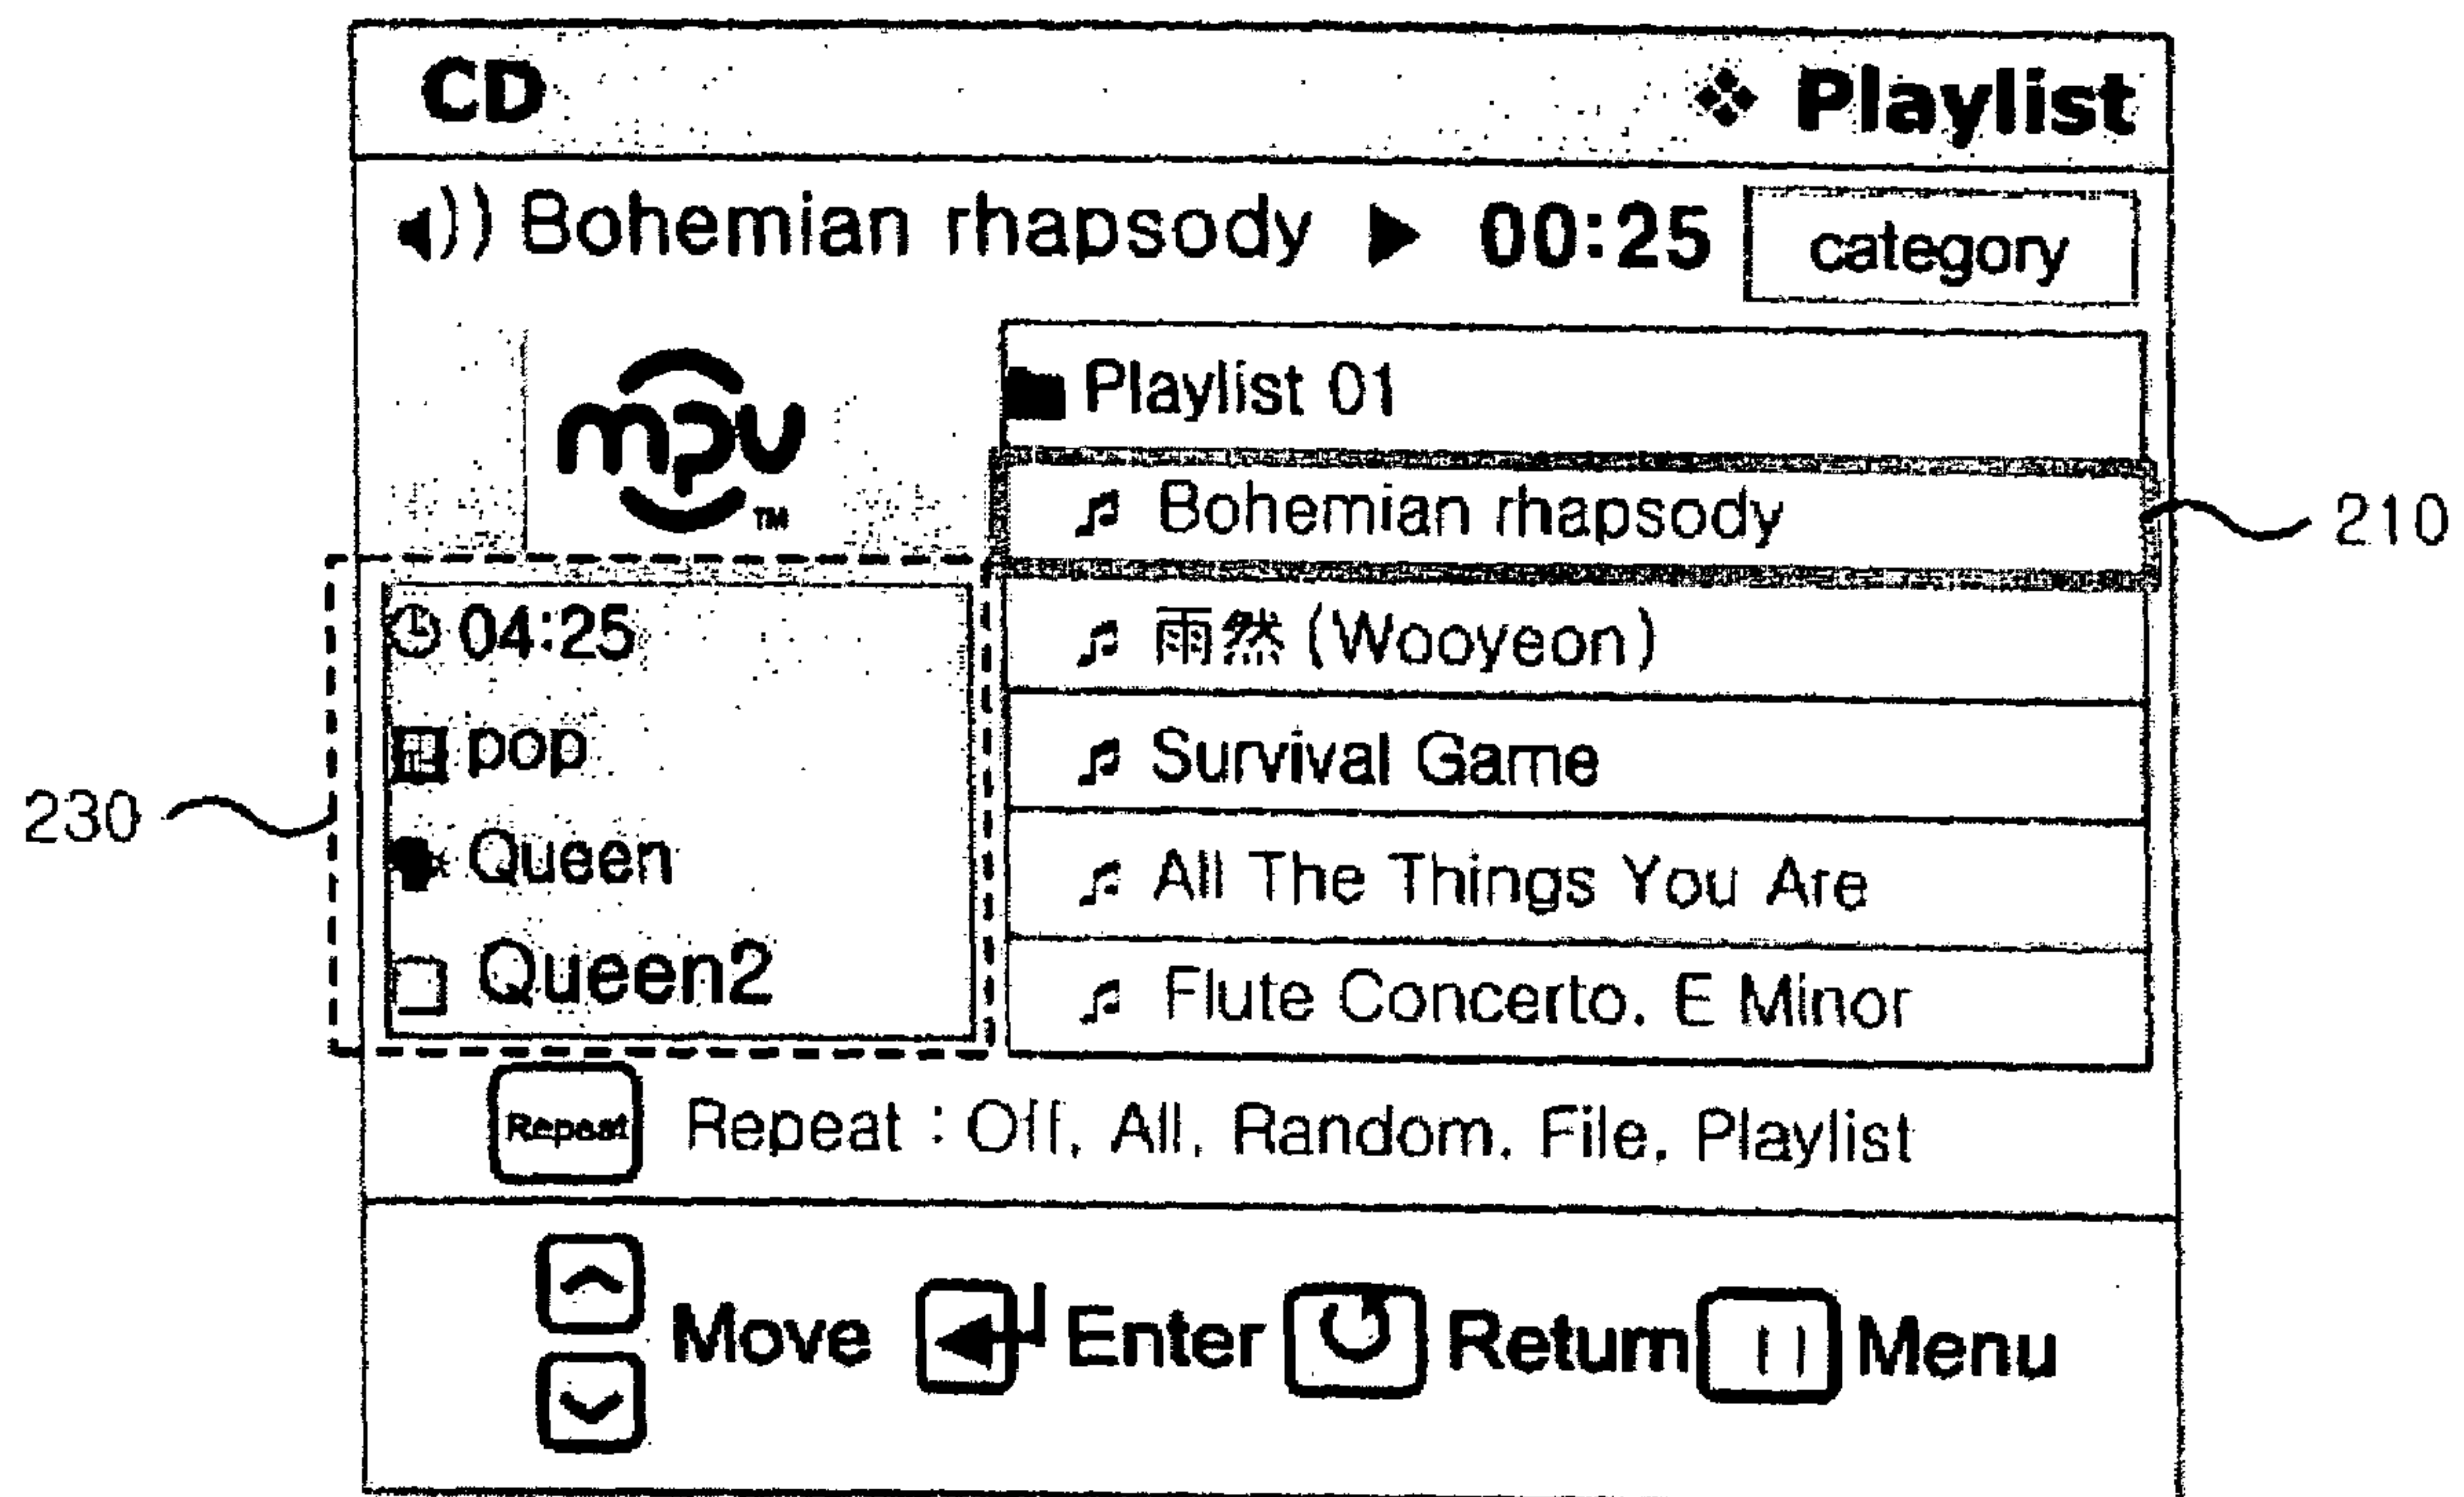 CD
Playlist
Bohemian rhapsody 00:25 category
mpv TM
Playlist 01
Bohemian rhapsody
210
雨然 (Wooyeon)
Survival Game
All The Things You Are
Flute Concerto. E Minor
04:25
pop
230
Queen
Queen2
Repeat Repeat : Off, All, Random. File. Playlist
Move Enter Return Menu